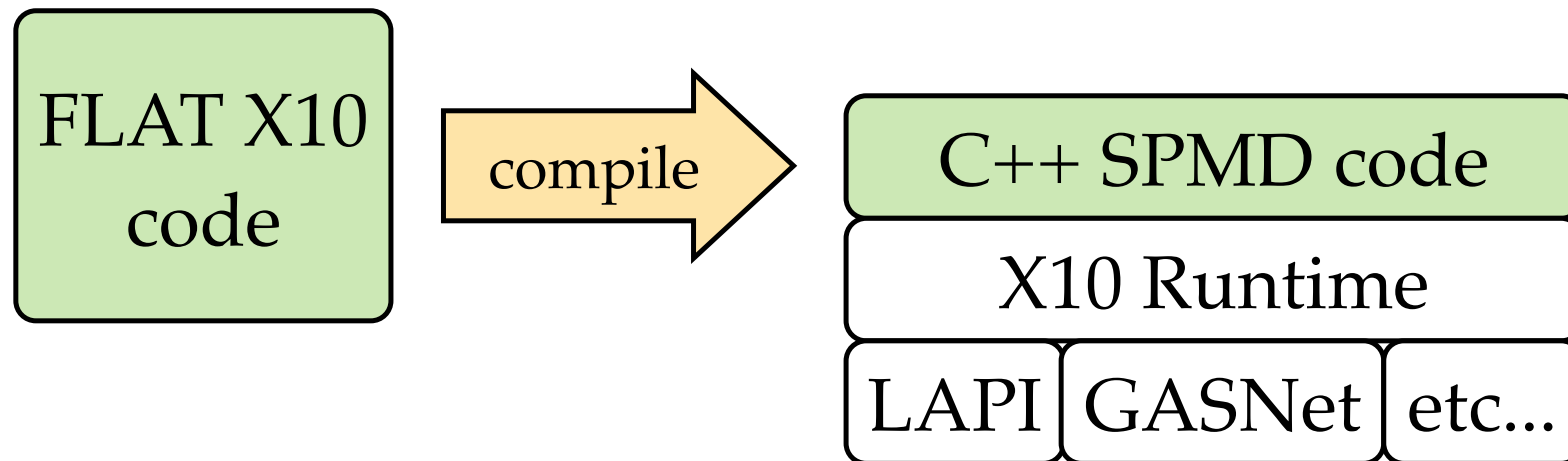 FLAT X10
code
compile
C++ SPMD code
X10 Runtime
LAPI
GASNet
etc...